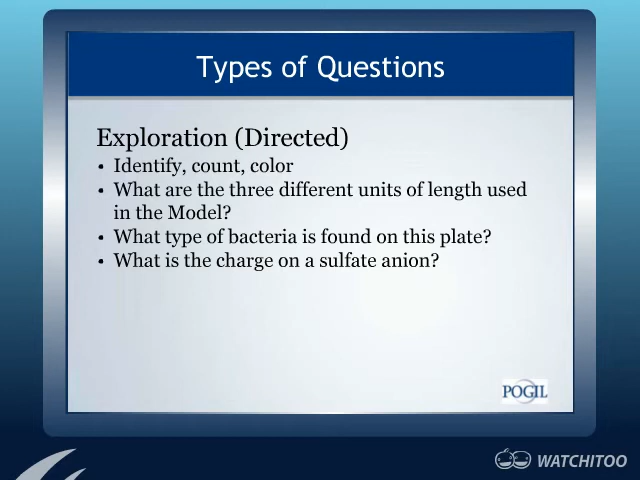 Types of Questions
Exploration (Directed)
• Identify, count, color
• What are the three different units of length used
in the Model?
• What type of bacteria is found on this plate?
• What is the charge on a sulfate anion?
POGIL
WATCHITOO